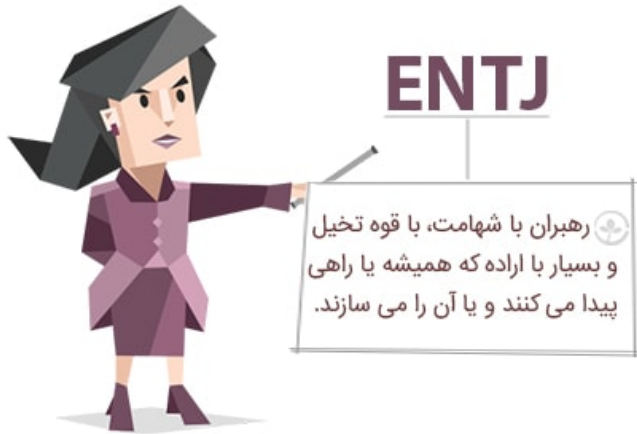 ENTJ
رهبران با شهامت، با قوه تخیل
و بسیار با اراده که همیشه یا راهی
پیدا می کنند و یا آن را می سازند.